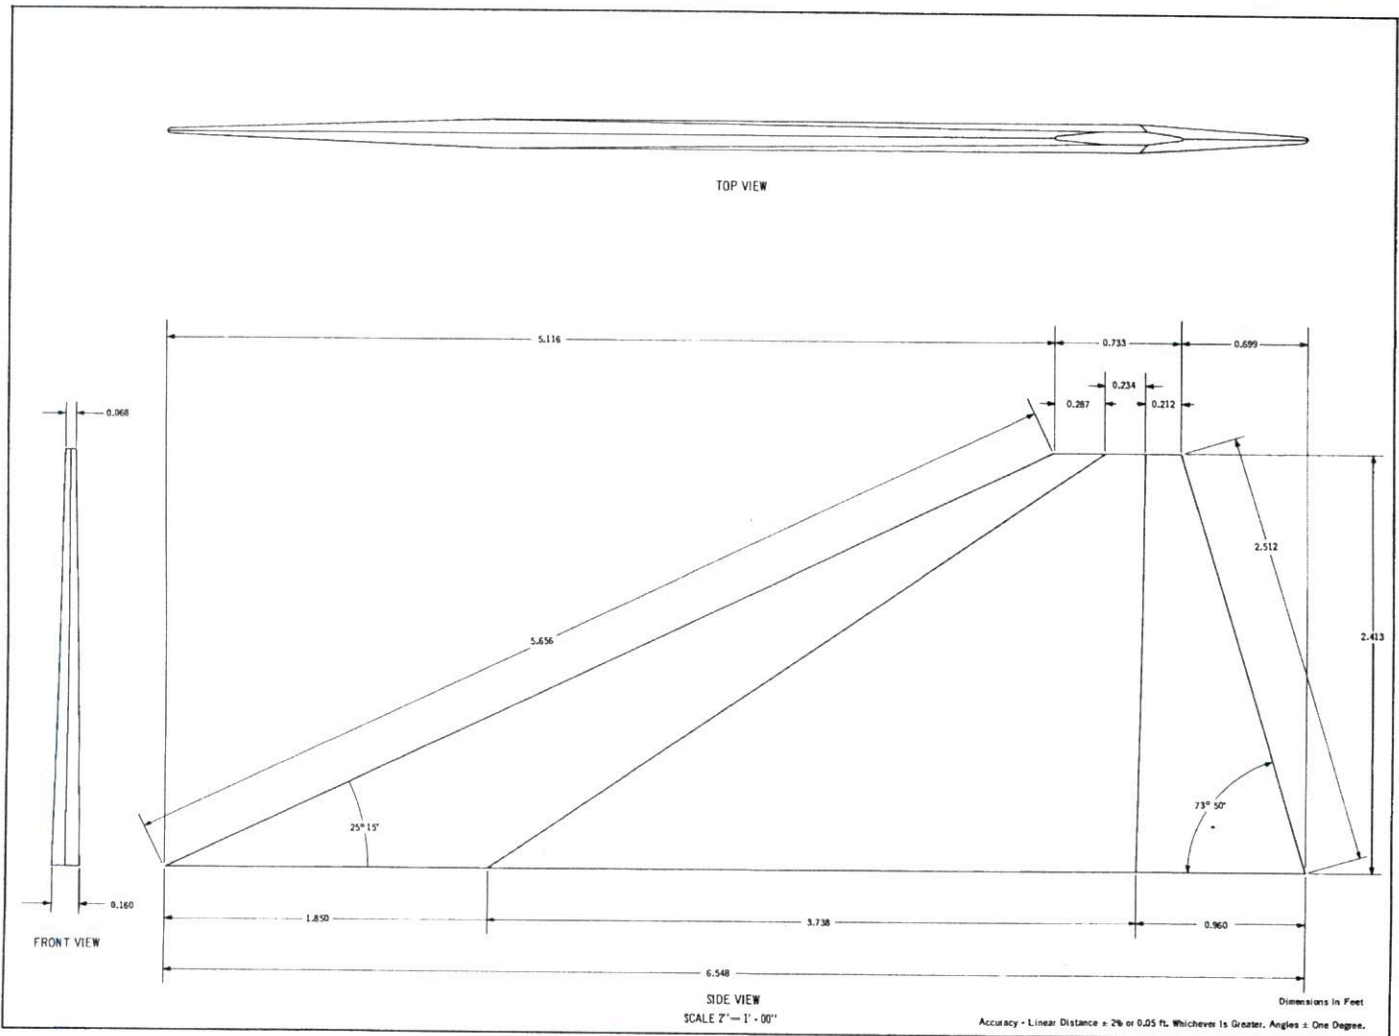 TOP VIEW
5.116
0.733
0.699
0.234
0.287
0.212
0.068
2.512
2.413
5.656
25° 15'
73° 50'
0.160
1.850
3.738
0.960
FRONT VIEW
6.548
SIDE VIEW
SCALE 2" — 1' - 00"
Dimensions In Feet
Accuracy - Linear Distance ± 2% or 0.05 ft. Whichever Is Greater. Angles ± One Degree.